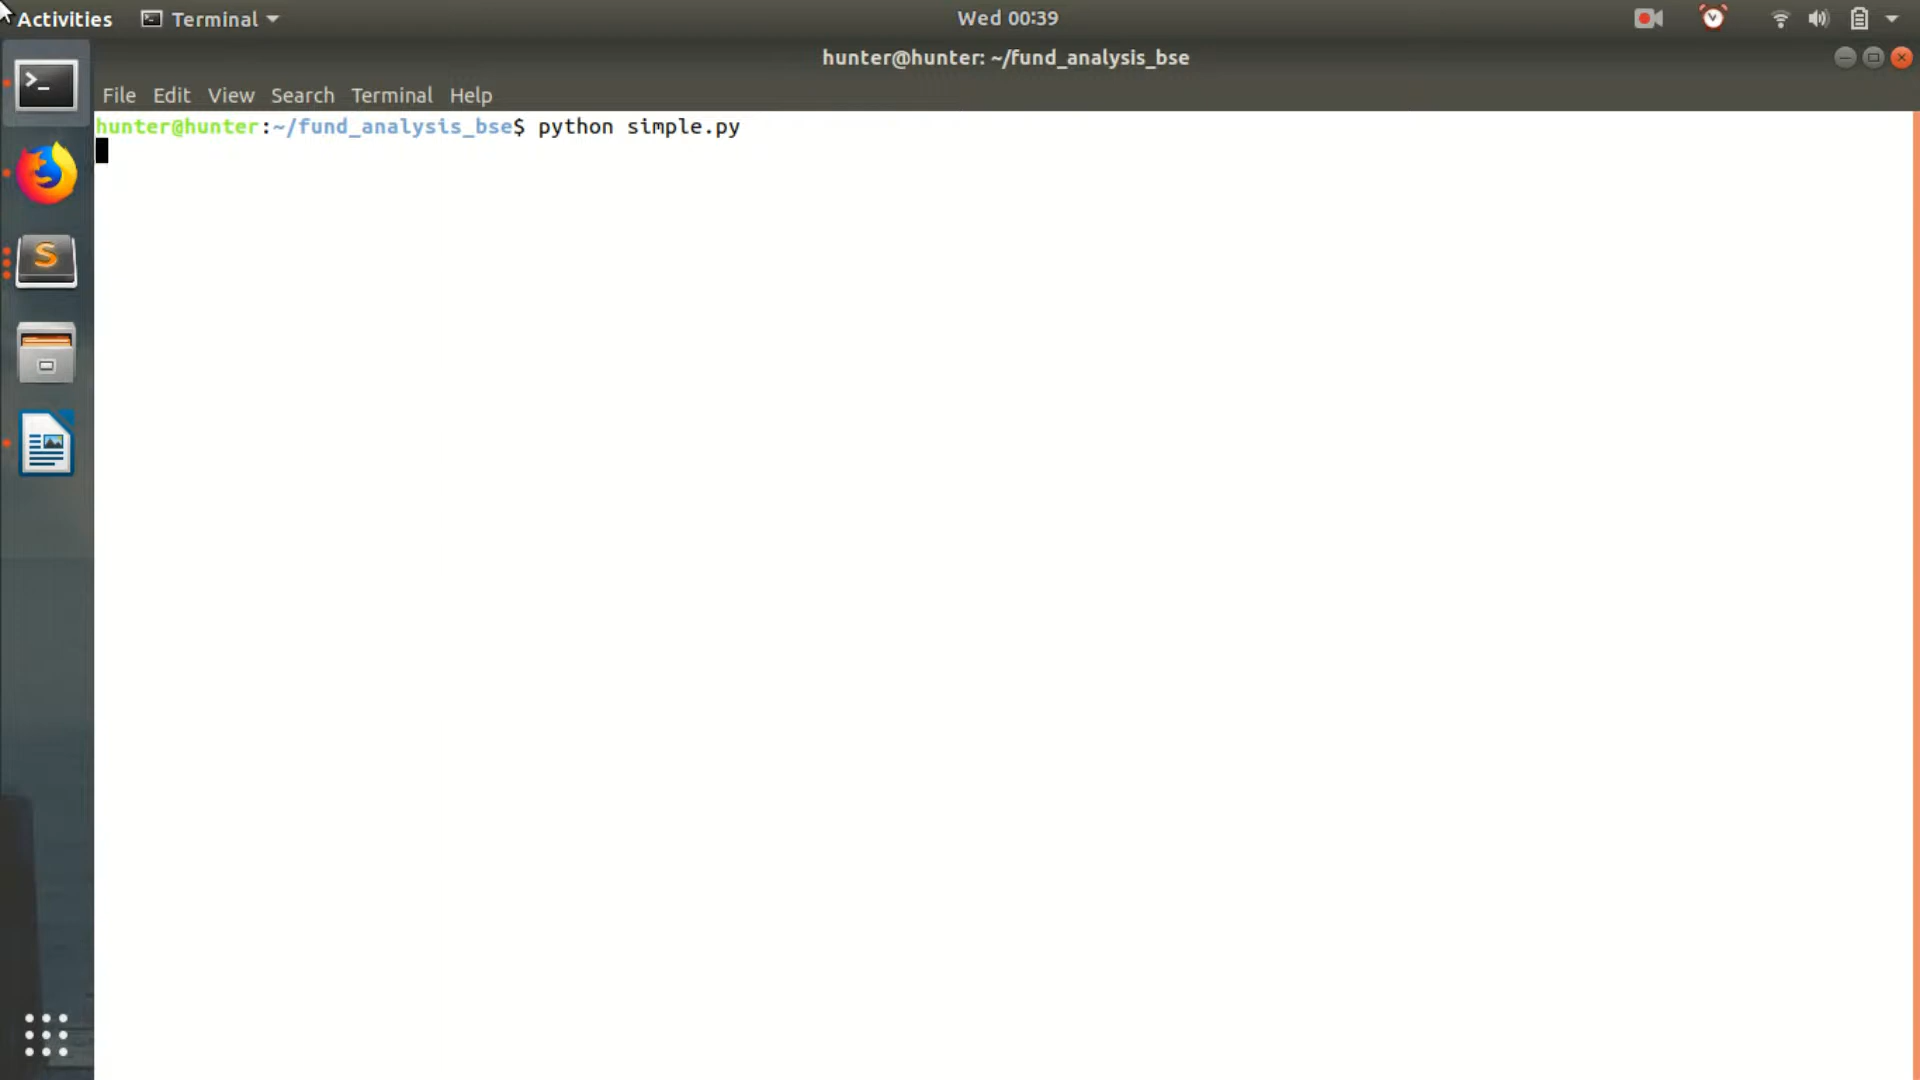 Activities Terminal Wed 00:39
hunter@hunter: ~/fund_analysis_bse
File Edit View Search Terminal Help
hunter@hunter:~/fund_analysis_bse$ python simple.py